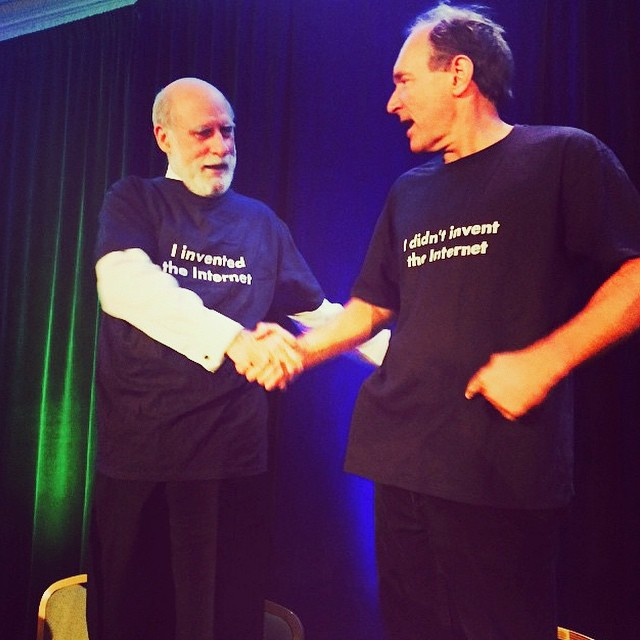 I invented
the Internet
I didn't invent
the Internet